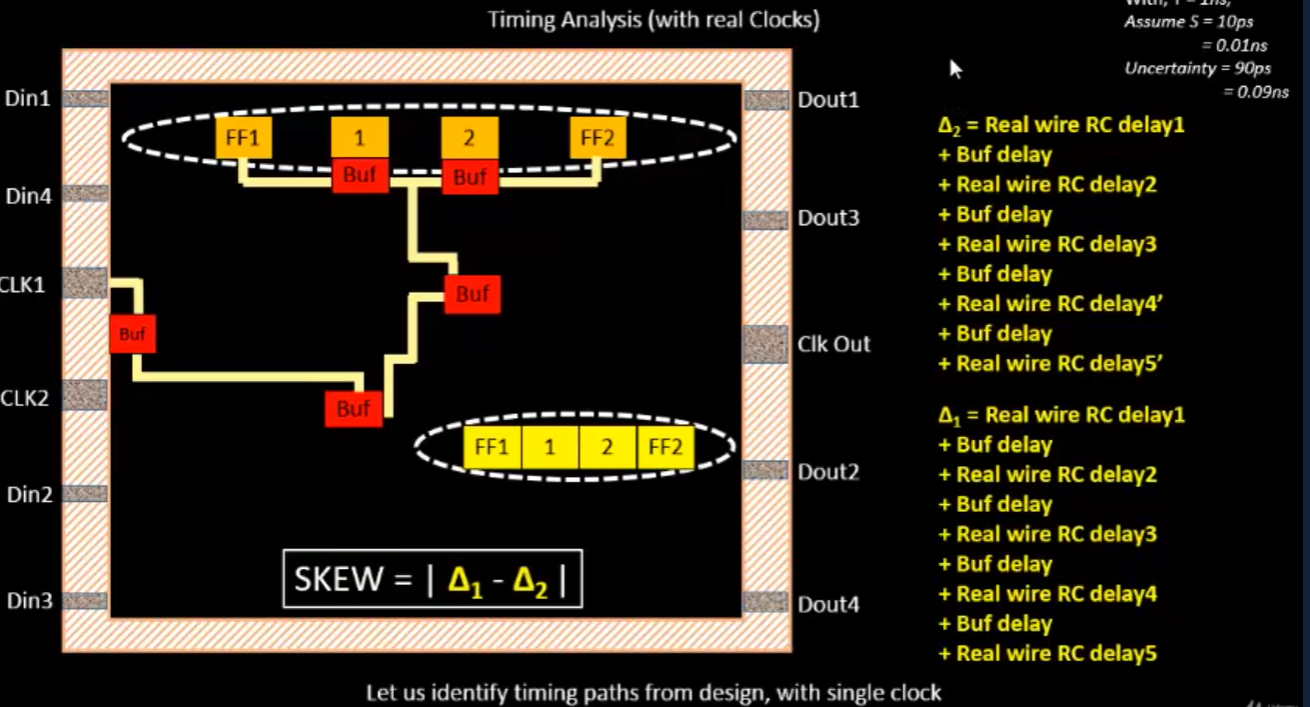 Timing Analysis (with real Clocks)
Assume S = 10ps
= 0.01ns
Uncertainty = 90ps
= 0.09ns
Din1
Din4
CLK1
CLK2
Din2
Din3
FF1
1
2
FF2
Buf
Buf
Buf
Buf
Buf
FF1
1
2
FF2
SKEW = | Δ₁ - Δ₂ |
Dout1
Dout3
Clk Out
Dout2
Dout4
Δ₂ = Real wire RC delay1
+ Buf delay
+ Real wire RC delay2
+ Buf delay
+ Real wire RC delay3
+ Buf delay
+ Real wire RC delay4’
+ Buf delay
+ Real wire RC delay5’
Δ₁ = Real wire RC delay1
+ Buf delay
+ Real wire RC delay2
+ Buf delay
+ Real wire RC delay3
+ Buf delay
+ Real wire RC delay4
+ Buf delay
+ Real wire RC delay5
Let us identify timing paths from design, with single clock